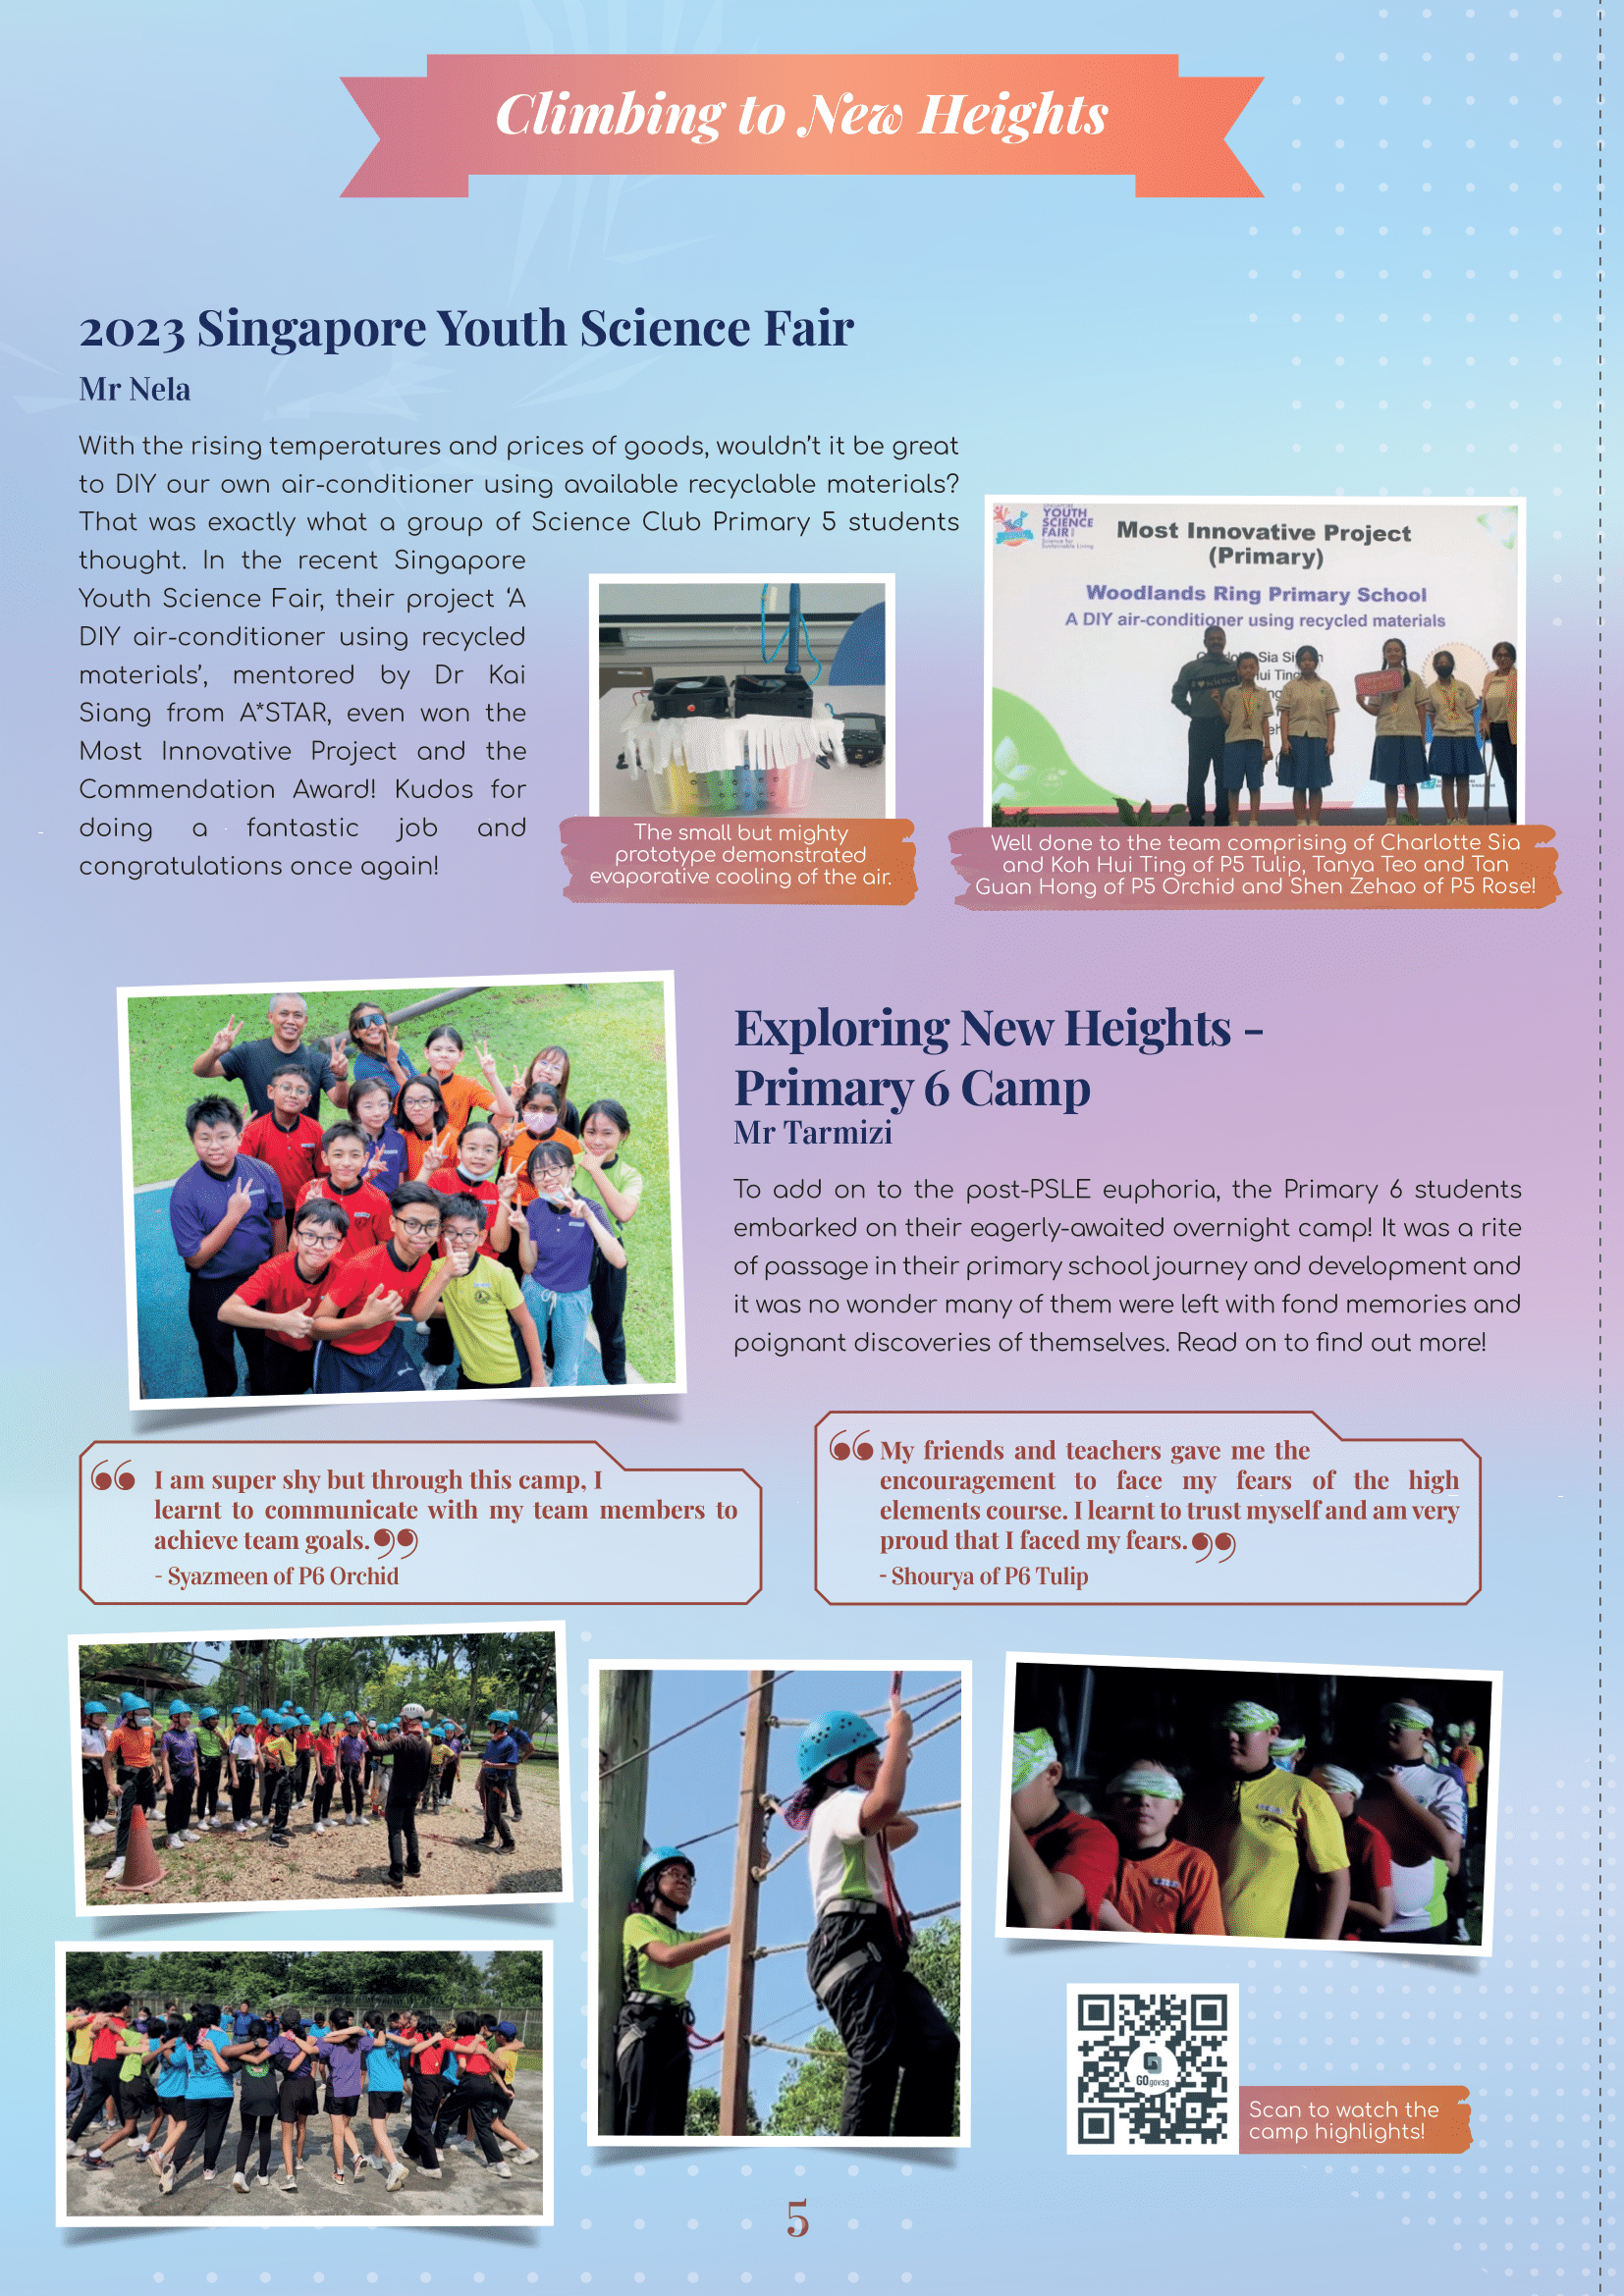 Climbing to New Heights
2023 Singapore Youth Science Fair
Mr Nela
With the rising temperatures and prices of goods, wouldn't it be great
to DIY our own air-conditioner using available recyclable materials?
That was exactly what a group of Science Club Primary 5 students
thought. In the recent Singapore
Youth Science Fair, their project ‘A
DIY air-conditioner using recycled
materials’, mentored by Dr Kai
Siang from A*STAR, even won the
Most Innovative Project and the
Commendation Award! Kudos for
doing a fantastic job and
congratulations once again!
The small but mighty
prototype demonstrated
evaporative cooling of the air.
YOUTH
SCIENCE
FAIR
Science for
Sustainable Living
Most Innovative Project
(Primary)
Woodlands Ring Primary School
A DIY air-conditioner using recycled materials
Sia Si
Hui Ting
Well done to the team comprising of Charlotte Sia
and Koh Hui Ting of P5 Tulip, Tanya Teo and Tan
Guan Hong of P5 Orchid and Shen Zehao of P5 Rose!
Exploring New Heights -
Primary 6 Camp
Mr Tarmizi
To add on to the post-PSLE euphoria, the Primary 6 students
embarked on their eagerly-awaited overnight camp! It was a rite
of passage in their primary school journey and development and
it was no wonder many of them were left with fond memories and
poignant discoveries of themselves. Read on to find out more!
“ I am super shy but through this camp, I
learnt to communicate with my team members to
achieve team goals.”
- Syazmeen of P6 Orchid
“ My friends and teachers gave me the
encouragement to face my fears of the high
elements course. I learnt to trust myself and am very
proud that I faced my fears.”
- Shourya of P6 Tulip
GO.gov.sg
Scan to watch the
camp highlights!
5